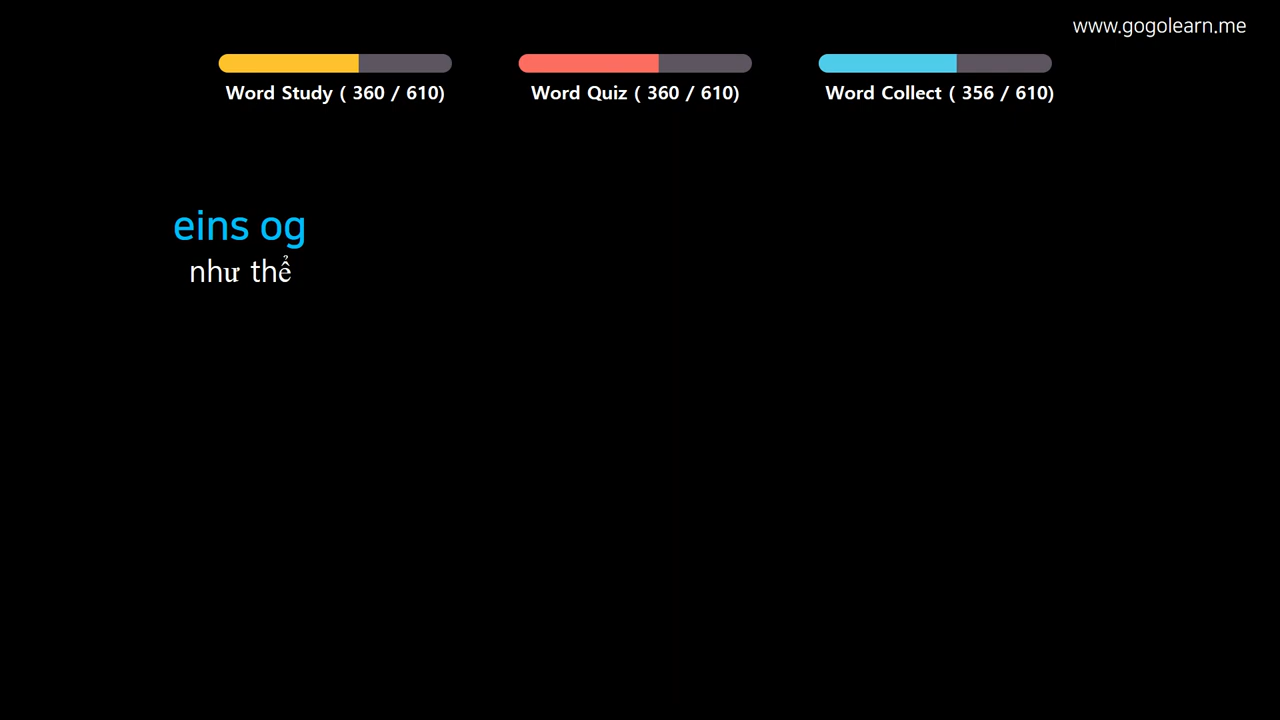 www.gogolearn.me
Word Study ( 360 / 610)
Word Quiz ( 360 / 610)
Word Collect ( 356 / 610)
eins og
như thể